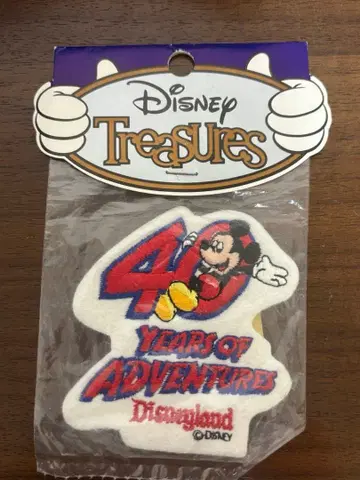 Disney
Treasures
40
YEARS OF
ADVENTURES
Disneyland
©DISNEY